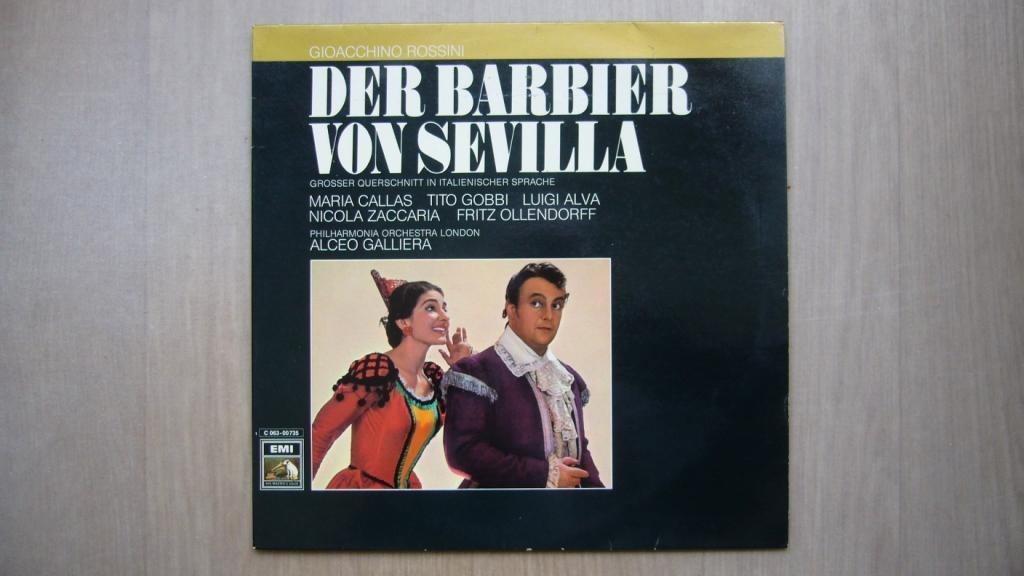 GIOACCHINO ROSSINI
DER BARBIER
VON SEVILLA
GROSSER QUERSCHNITT IN ITALIENISCHER SPRACHE
MARIA CALLAS TITO GOBBI LUIGI ALVA
NICOLA ZACCARIA FRITZ OLLENDORFF
PHILHARMONIA ORCHESTRA LONDON
ALCEO GALLIERA
C 063-00735
EMI